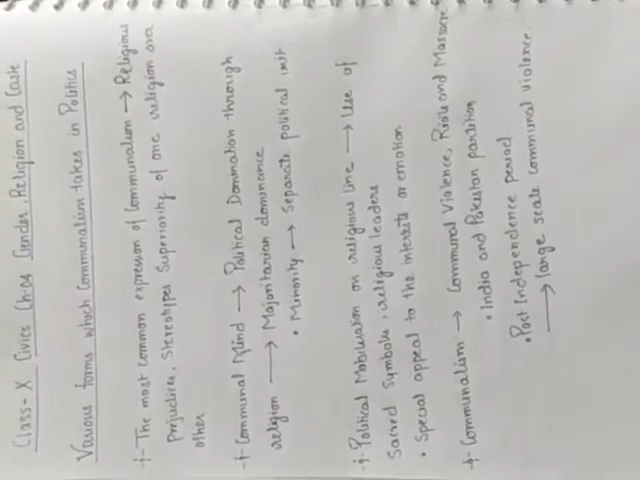 Class-X Civics Ch:04 Gender, Religion and Caste
Various forms which Communalism takes in Politics
-|- The most common expression of Communalism → Religious
Prejudices, Stereotypes Superiority of one religion over
other
-|- Communal Mind → Political Domination through
religion → Majoritarian dominance
• Minority → Separate political unit
-|- Political Mobilisation on religious line → Use of
Sacred Symbols, religious leaders
• Special appeal to the interests or emotion
-|- Communalism → Communal Violence, Riots and Massacre
• India and Pakistan partition
• Post Independence period
→ large scale communal violence